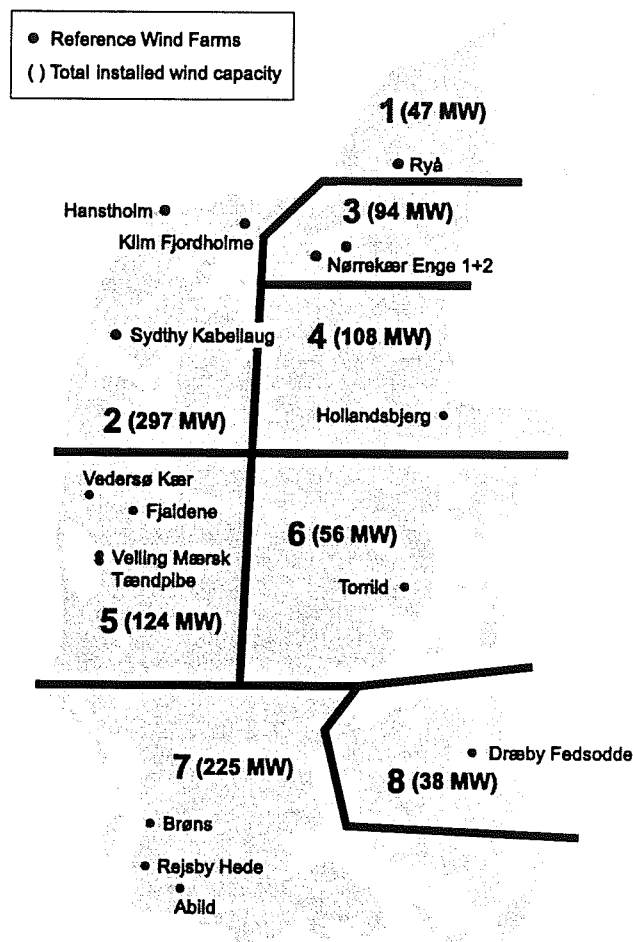 Reference Wind Farms
( ) Total installed wind capacity
1 (47 MW)
Ryå
Hanstholm
3 (94 MW)
Klim Fjordholme
Nørrekær Enge 1+2
Sydthy Kabellaug
4 (108 MW)
2 (297 MW)
Hollandsbjerg
Vedersø Kær
Fjaldene
6 (56 MW)
Velling Mærsk
Tændpibe
Torrild
5 (124 MW)
7 (225 MW)
Dræby Fedsodde
8 (38 MW)
Brøns
Rejsby Hede
Abild